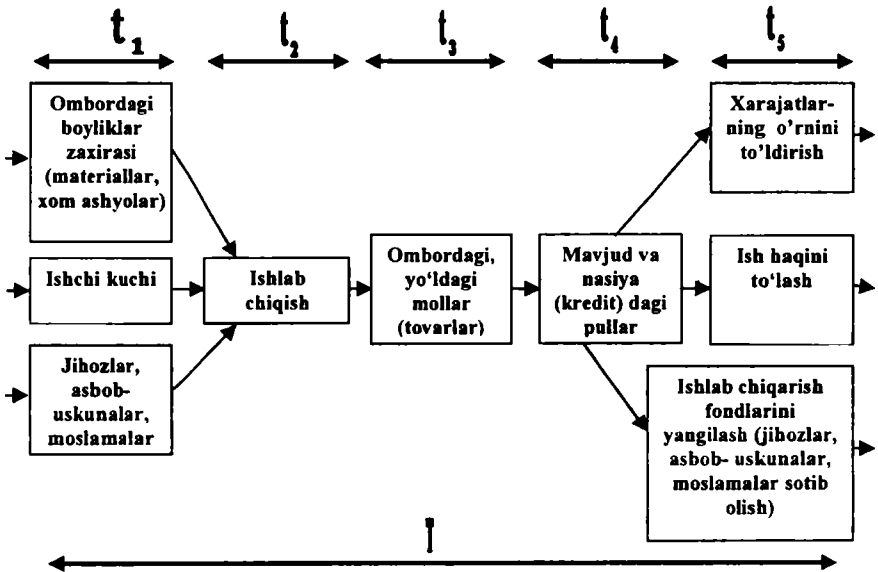 t1 t2 t3 t4 t5
Ombordagi
boyliklar
zaxirasi
(materiallar,
xom ashyolar)
Ishchi kuchi
Jihozlar,
asbob-
uskunalar,
moslamalar
Ishlab
chiqish
Ombordagi,
yo‘ldagi
mollar
(tovarlar)
Mavjud va
nasiya
(kredit) dagi
pullar
Xarajatlar-
ning o’rnini
to’ldirish
Ish haqini
to‘lash
Ishlab chiqarish
fondlarini
yangilash (jihozlar,
asbob- uskunalar,
moslamalar sotib
olish)